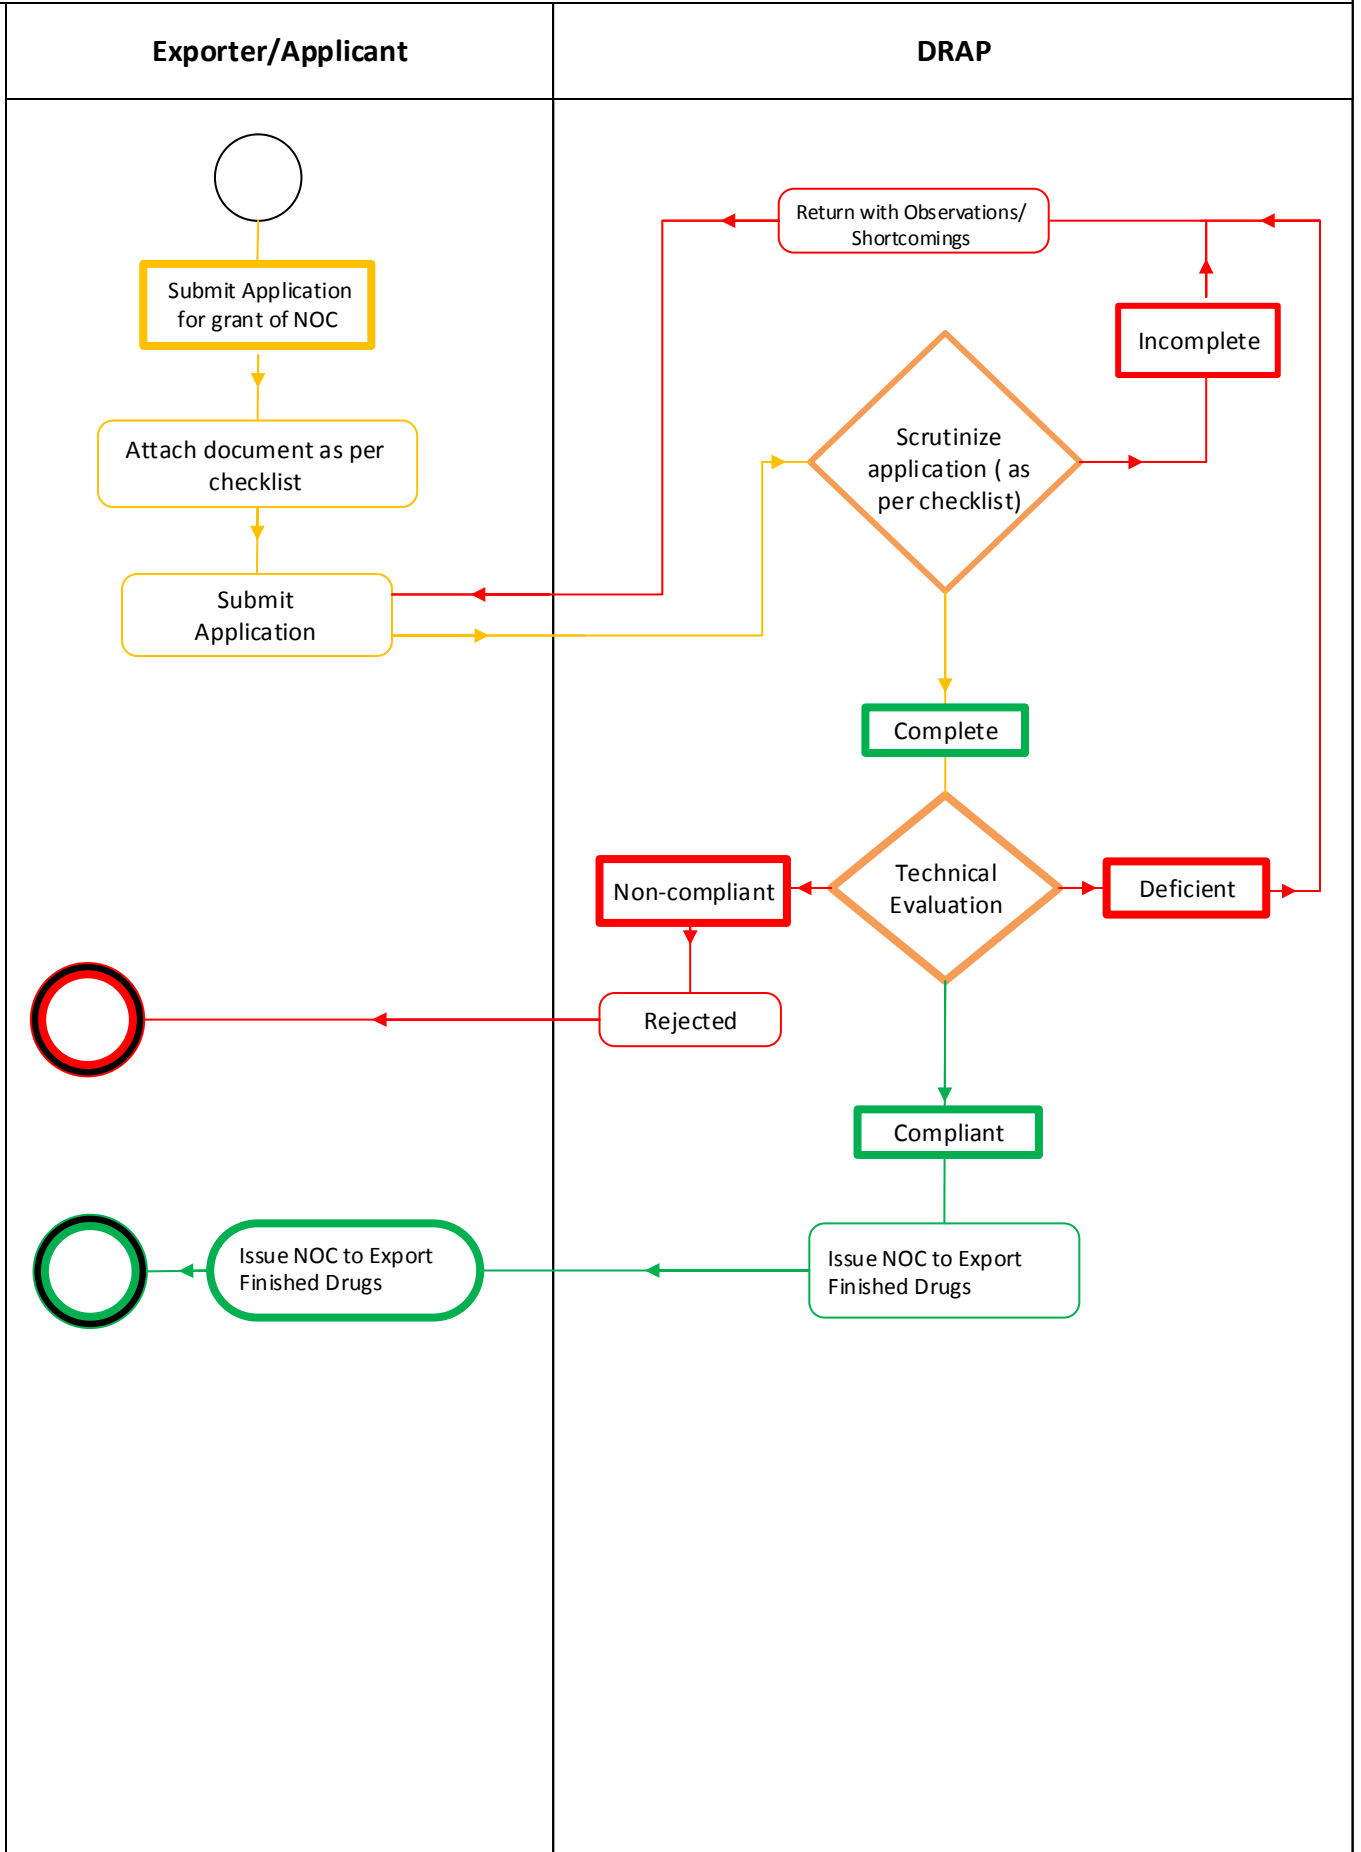 Exporter/Applicant
DRAP
Return with Observations/
Shortcomings
Submit Application
for grant of NOC
Incomplete
Attach document as per
checklist
Scrutinize
application ( as
per checklist)
Submit
Application
Complete
Non-compliant
Technical
Evaluation
Deficient
Rejected
Compliant
Issue NOC to Export
Finished Drugs
Issue NOC to Export
Finished Drugs